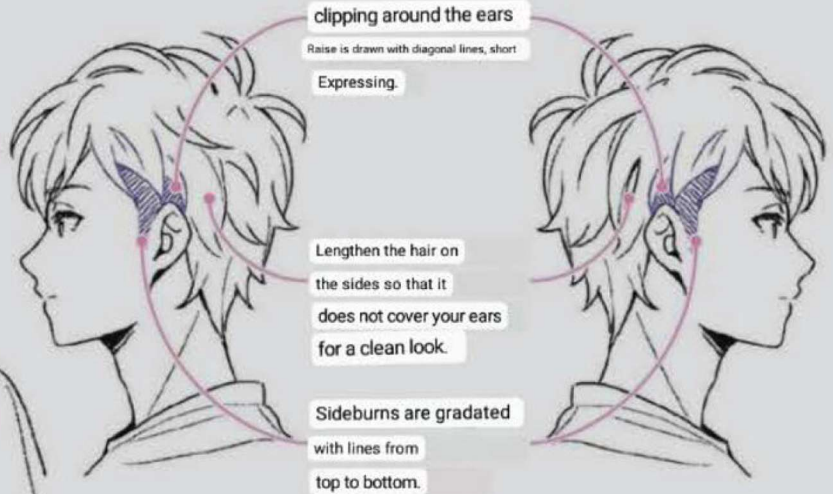 clipping around the ears
Raise is drawn with diagonal lines, short
Expressing.
Lengthen the hair on
the sides so that it
does not cover your ears
for a clean look.
Sideburns are gradated
with lines from
top to bottom.